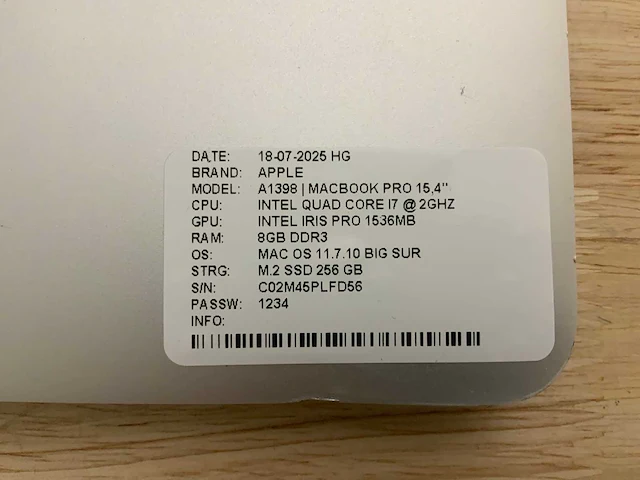 DATE: 18-07-2025 HG
BRAND: APPLE
MODEL: A1398 | MACBOOK PRO 15,4"
CPU: INTEL QUAD CORE I7 @ 2GHZ
GPU: INTEL IRIS PRO 1536MB
RAM: 8GB DDR3
OS: MAC OS 11.7.10 BIG SUR
STRG: M.2 SSD 256 GB
S/N: C02M45PLFD56
PASSW: 1234
INFO: